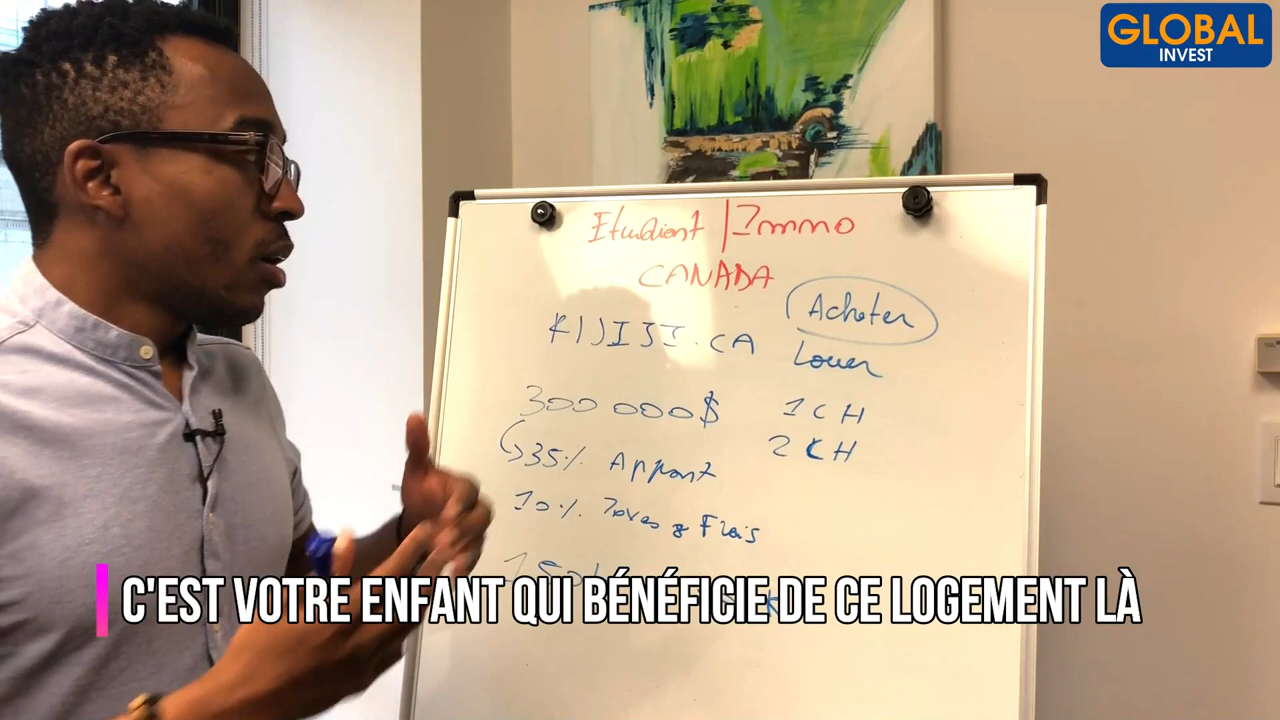 GLOBAL
INVEST
Etudiant | Immo
CANADA
Acheter
KIJIJI.CA
Louer
300 000$
1 CH
2 CH
35% Apport
10% Taxes & Frais
C'EST VOTRE ENFANT QUI BÉNÉFICIE DE CE LOGEMENT LÀ